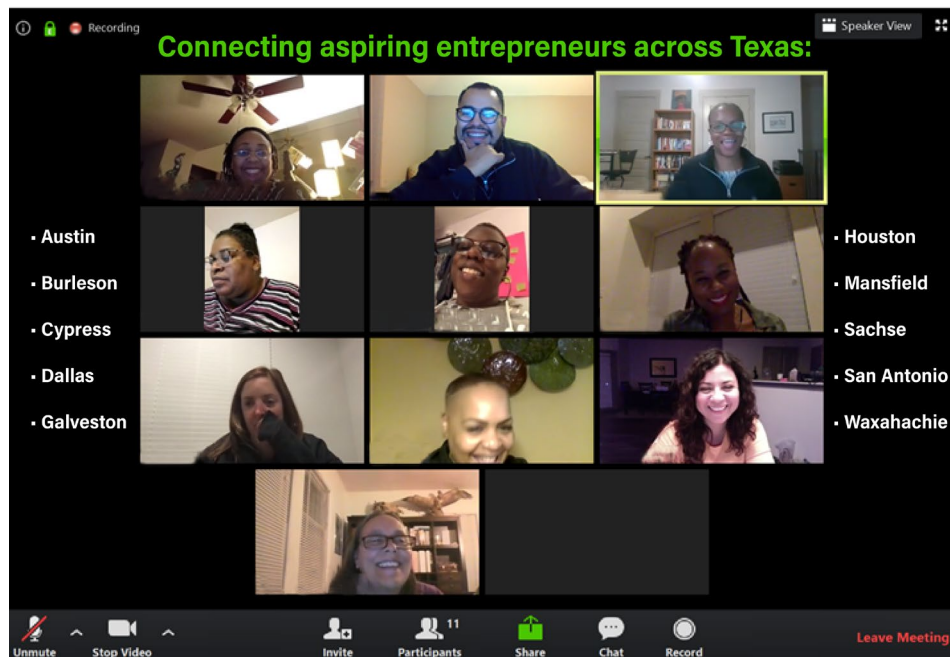 Recording
Speaker View
Connecting aspiring entrepreneurs across Texas:
· Austin
· Burleson
· Cypress
· Dallas
· Galveston
· Houston
· Mansfield
· Sachse
· San Antonio
· Waxahachie
Unmute
Stop Video
Invite
Participants 11
Share
Chat
Record
Leave Meeting